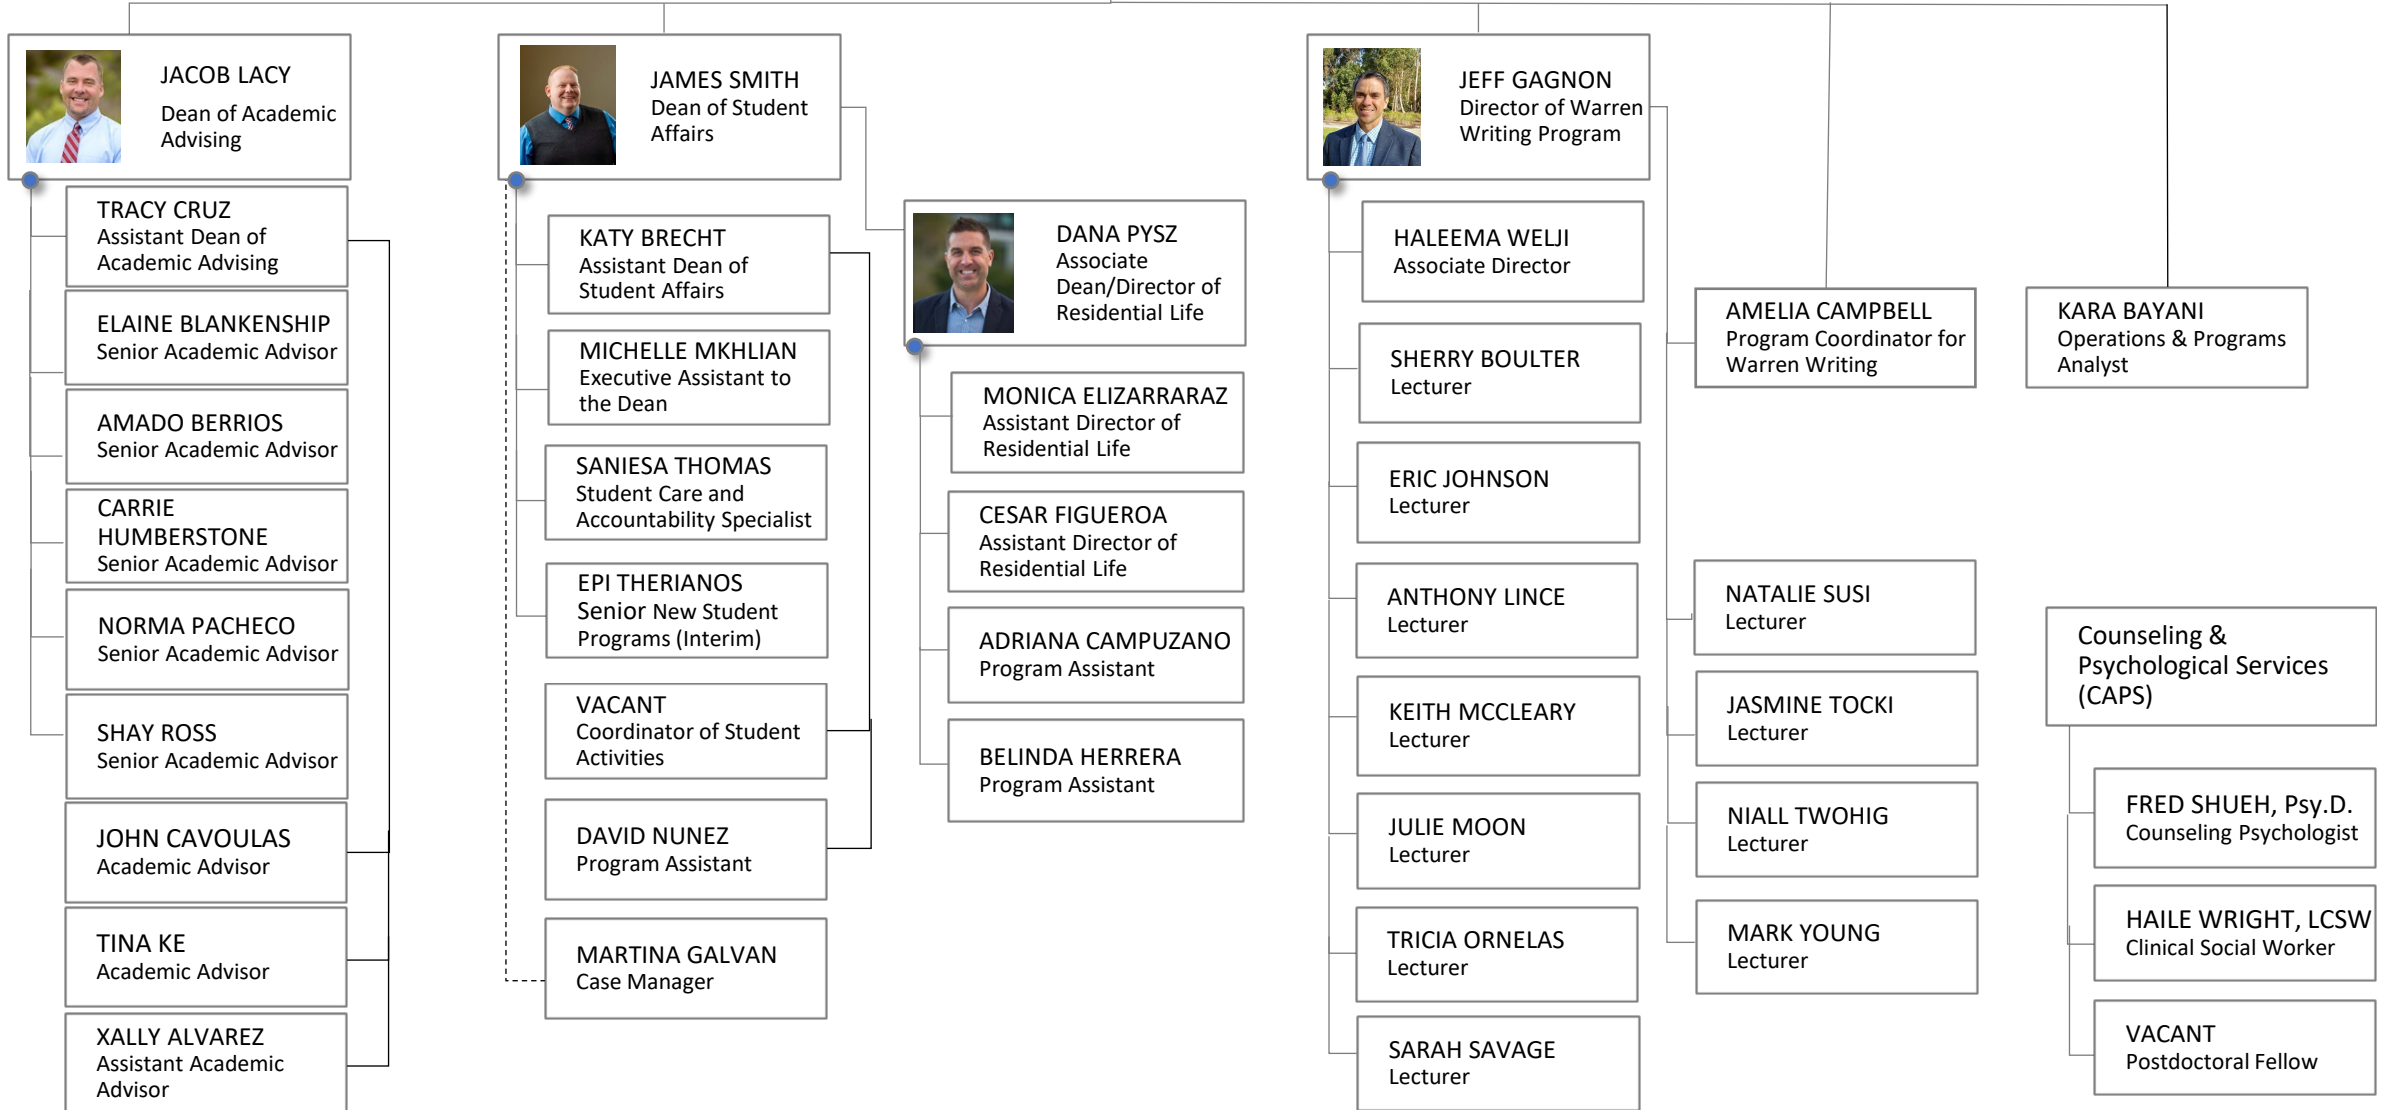 JACOB LACY
Dean of Academic
Advising
TRACY CRUZ
Assistant Dean of
Academic Advising
ELAINE BLANKENSHIP
Senior Academic Advisor
AMADO BERRIOS
Senior Academic Advisor
CARRIE
HUMBERSTONE
Senior Academic Advisor
NORMA PACHECO
Senior Academic Advisor
SHAY ROSS
Senior Academic Advisor
JOHN CAVOULAS
Academic Advisor
TINA KE
Academic Advisor
XALLY ALVAREZ
Assistant Academic
Advisor
JAMES SMITH
Dean of Student
Affairs
KATY BRECHT
Assistant Dean of
Student Affairs
MICHELLE MKHLIAN
Executive Assistant to
the Dean
SANIESA THOMAS
Student Care and
Accountability Specialist
EPI THERIANOS
Senior New Student
Programs (Interim)
VACANT
Coordinator of Student
Activities
DAVID NUNEZ
Program Assistant
MARTINA GALVAN
Case Manager
DANA PYSZ
Associate
Dean/Director of
Residential Life
MONICA ELIZARRARAZ
Assistant Director of
Residential Life
CESAR FIGUEROA
Assistant Director of
Residential Life
ADRIANA CAMPUZANO
Program Assistant
BELINDA HERRERA
Program Assistant
JEFF GAGNON
Director of Warren
Writing Program
HALEEMA WELJI
Associate Director
SHERRY BOULTER
Lecturer
ERIC JOHNSON
Lecturer
ANTHONY LINCE
Lecturer
KEITH MCCLEARY
Lecturer
JULIE MOON
Lecturer
TRICIA ORNELAS
Lecturer
SARAH SAVAGE
Lecturer
AMELIA CAMPBELL
Program Coordinator for
Warren Writing
NATALIE SUSI
Lecturer
JASMINE TOCKI
Lecturer
NIALL TWOHIG
Lecturer
MARK YOUNG
Lecturer
KARA BAYANI
Operations & Programs
Analyst
Counseling &
Psychological Services
(CAPS)
FRED SHUEH, Psy.D.
Counseling Psychologist
HAILE WRIGHT, LCSW
Clinical Social Worker
VACANT
Postdoctoral Fellow